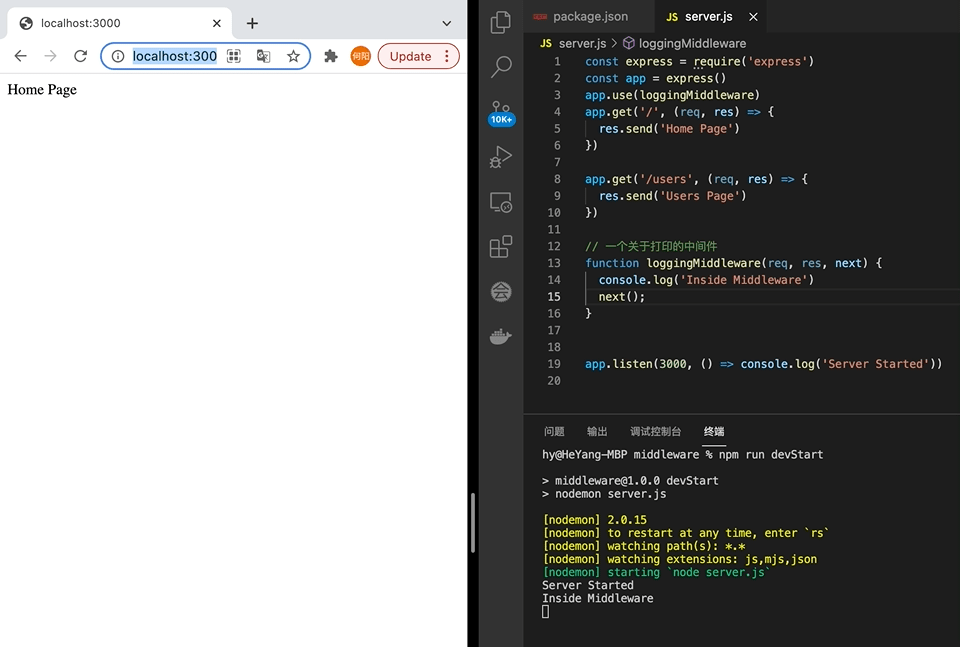 localhost:3000
localhost:300
何阳
Update
Home Page
10K+
package.json
JS server.js
JS server.js > loggingMiddleware
1 const express = require('express')
2 const app = express()
3 app.use(loggingMiddleware)
4 app.get('/', (req, res) => {
5 res.send('Home Page')
6 })
7
8 app.get('/users', (req, res) => {
9 res.send('Users Page')
10 })
11
12 // 一个关于打印的中间件
13 function loggingMiddleware(req, res, next) {
14 console.log('Inside Middleware')
15 next();
16 }
17
18
19 app.listen(3000, () => console.log('Server Started'))
20
问题 输出 调试控制台 终端
hy@HeYang-MBP middleware % npm run devStart
> middleware@1.0.0 devStart
> nodemon server.js
[nodemon] 2.0.15
[nodemon] to restart at any time, enter `rs`
[nodemon] watching path(s): *.*
[nodemon] watching extensions: js,mjs,json
[nodemon] starting `node server.js`
Server Started
Inside Middleware